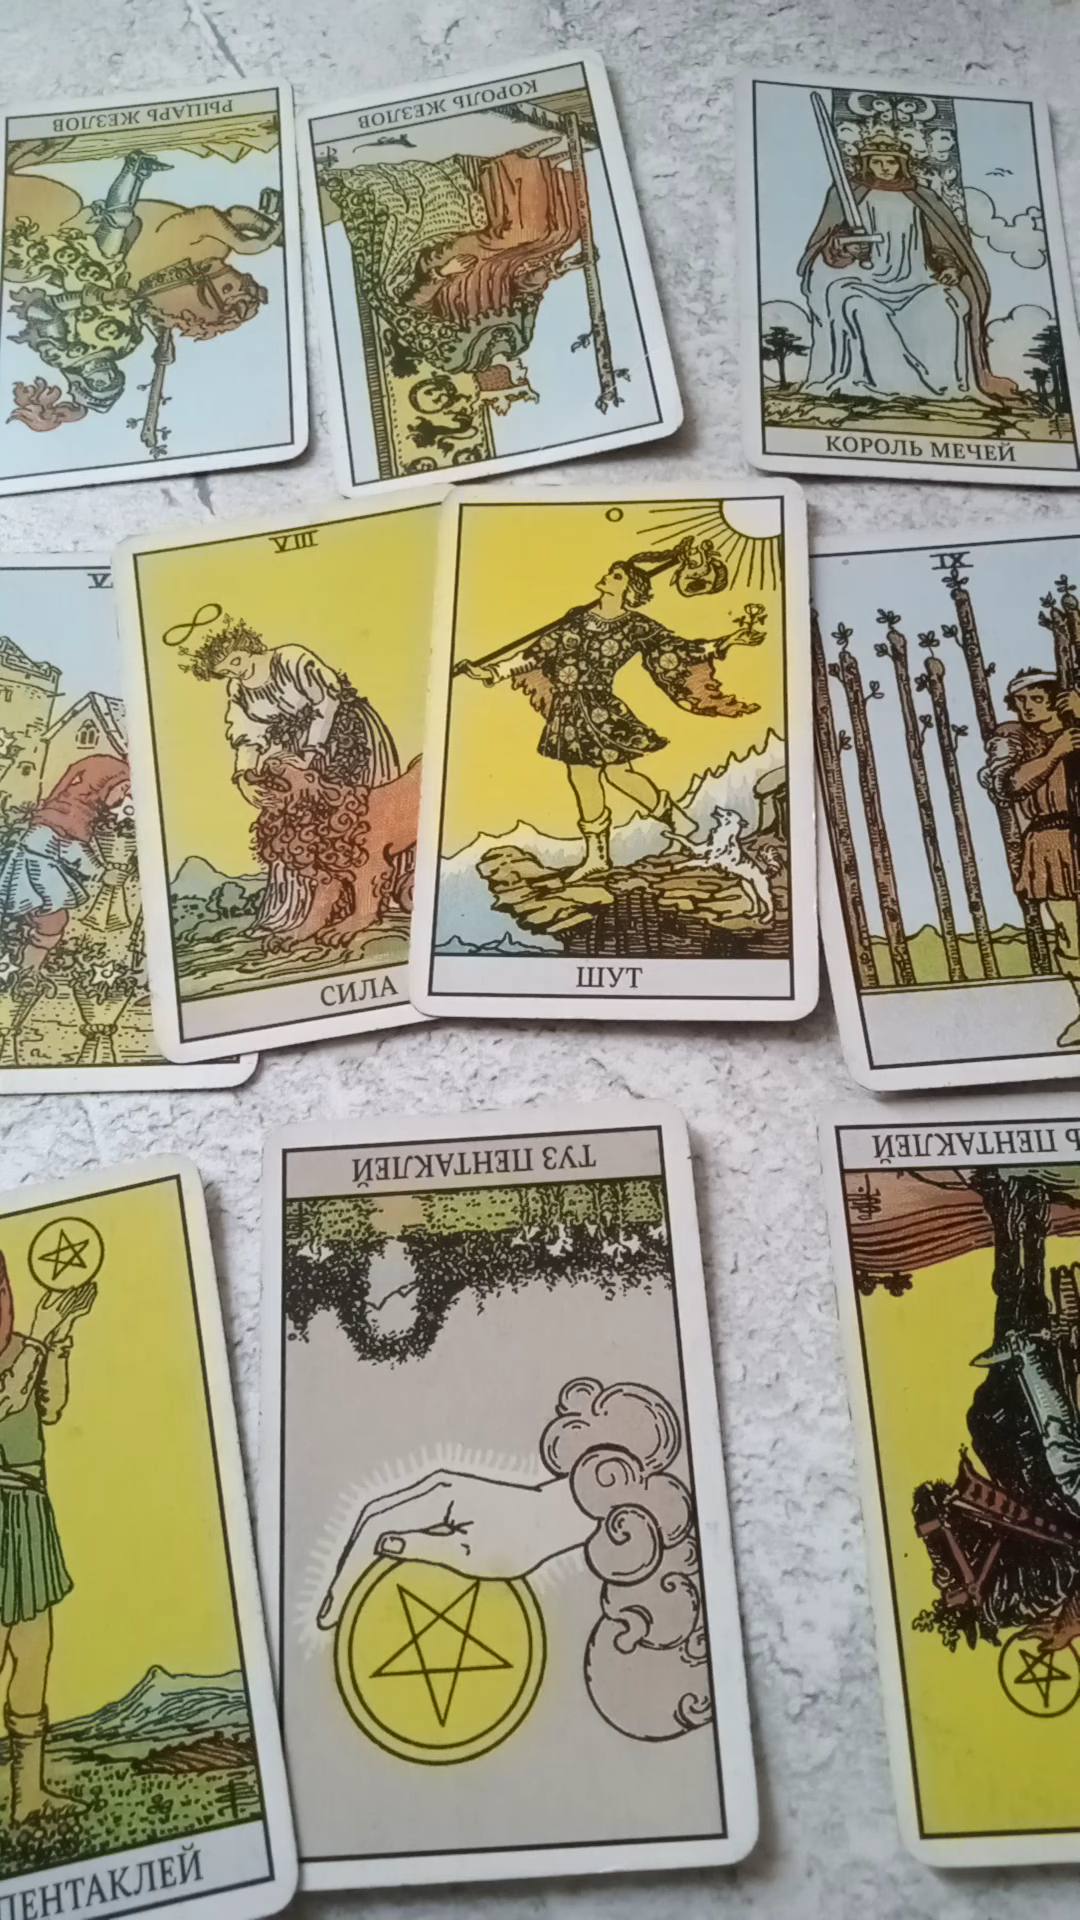 РЫЦАРЬ ЖЕЗЛОВ
КОРОЛЬ ЖЕЗЛОВ
КОРОЛЬ МЕЧЕЙ
V
VIII
СИЛА
0
ШУТ
IX
ПЕНТАКЛЕЙ
ТУЗ ПЕНТАКЛЕЙ
Ь ПЕНТАКЛЕЙ